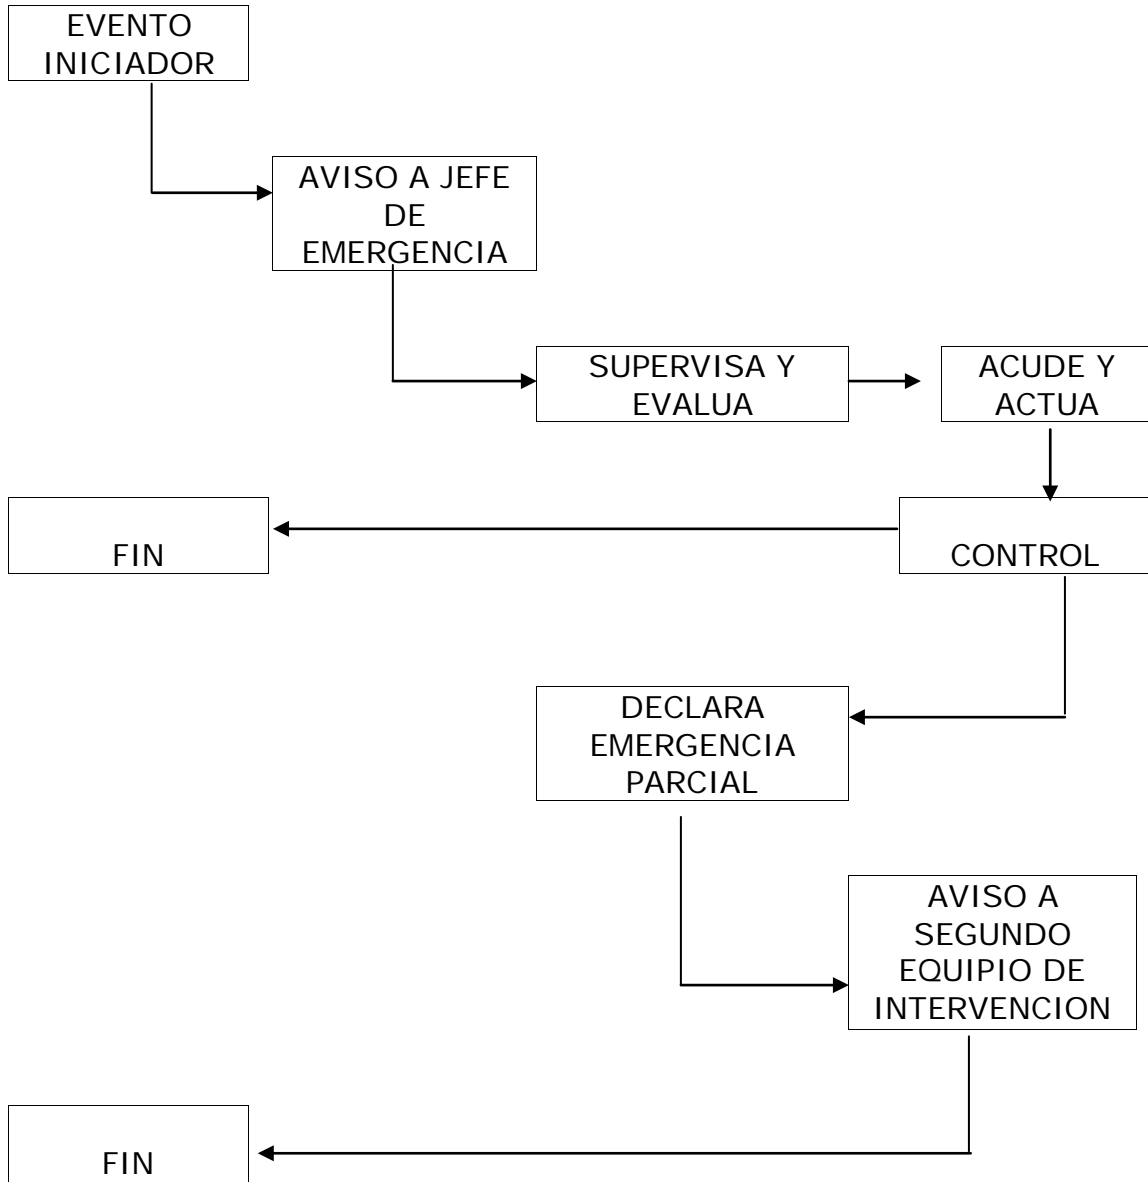 EVENTO
INICIADOR
AVISO A JEFE
DE
EMERGENCIA
SUPERVISA Y
EVALUA
ACUDE Y
ACTUA
FIN
CONTROL
DECLARA
EMERGENCIA
PARCIAL
AVISO A
SEGUNDO
EQUIPIO DE
INTERVENCION
FIN